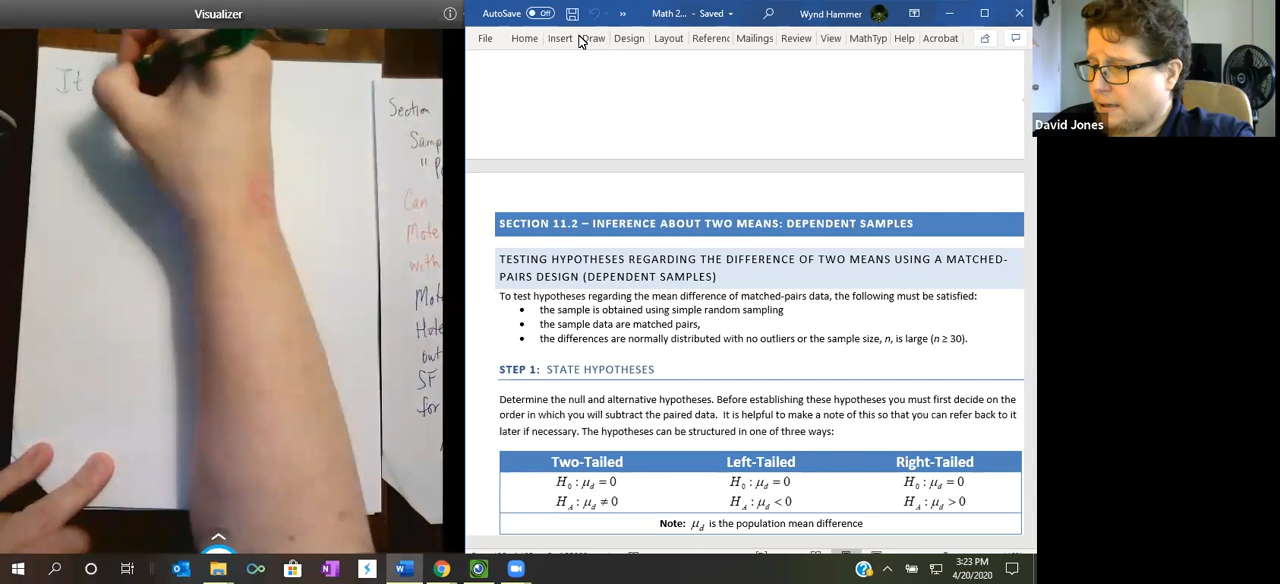 Visualizer
It
Section
Samp
"P
Can
Mote
with
Mot
Hote
out
SF
for
AutoSave Off Math 2... - Saved Wynd Hammer
File Home Insert Draw Design Layout Referenc Mailings Review View MathTyp Help Acrobat
David Jones
SECTION 11.2 – INFERENCE ABOUT TWO MEANS: DEPENDENT SAMPLES
TESTING HYPOTHESES REGARDING THE DIFFERENCE OF TWO MEANS USING A MATCHED-
PAIRS DESIGN (DEPENDENT SAMPLES)
To test hypotheses regarding the mean difference of matched-pairs data, the following must be satisfied:
• the sample is obtained using simple random sampling
• the sample data are matched pairs,
• the differences are normally distributed with no outliers or the sample size, n, is large (n ≥ 30).
STEP 1: STATE HYPOTHESES
Determine the null and alternative hypotheses. Before establishing these hypotheses you must first decide on the
order in which you will subtract the paired data. It is helpful to make a note of this so that you can refer back to it
later if necessary. The hypotheses can be structured in one of three ways:
Two-Tailed Left-Tailed Right-Tailed
H₀ : μd = 0 H₀ : μd = 0 H₀ : μd = 0
HA : μd ≠ 0 HA : μd < 0 HA : μd > 0
Note: μd is the population mean difference
3:23 PM
4/20/2020